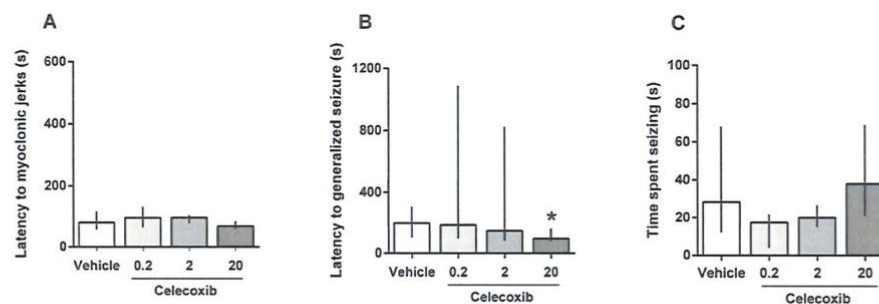 A
Latency to myoclonic jerks (s)
600
400
200
0
Vehicle 0.2 2 20
Celecoxib
B
Latency to generalized seizure (s)
1200
800
400
0
*
Vehicle 0.2 2 20
Celecoxib
C
Time spent seizing (s)
100
80
60
40
20
0
Vehicle 0.2 2 20
Celecoxib